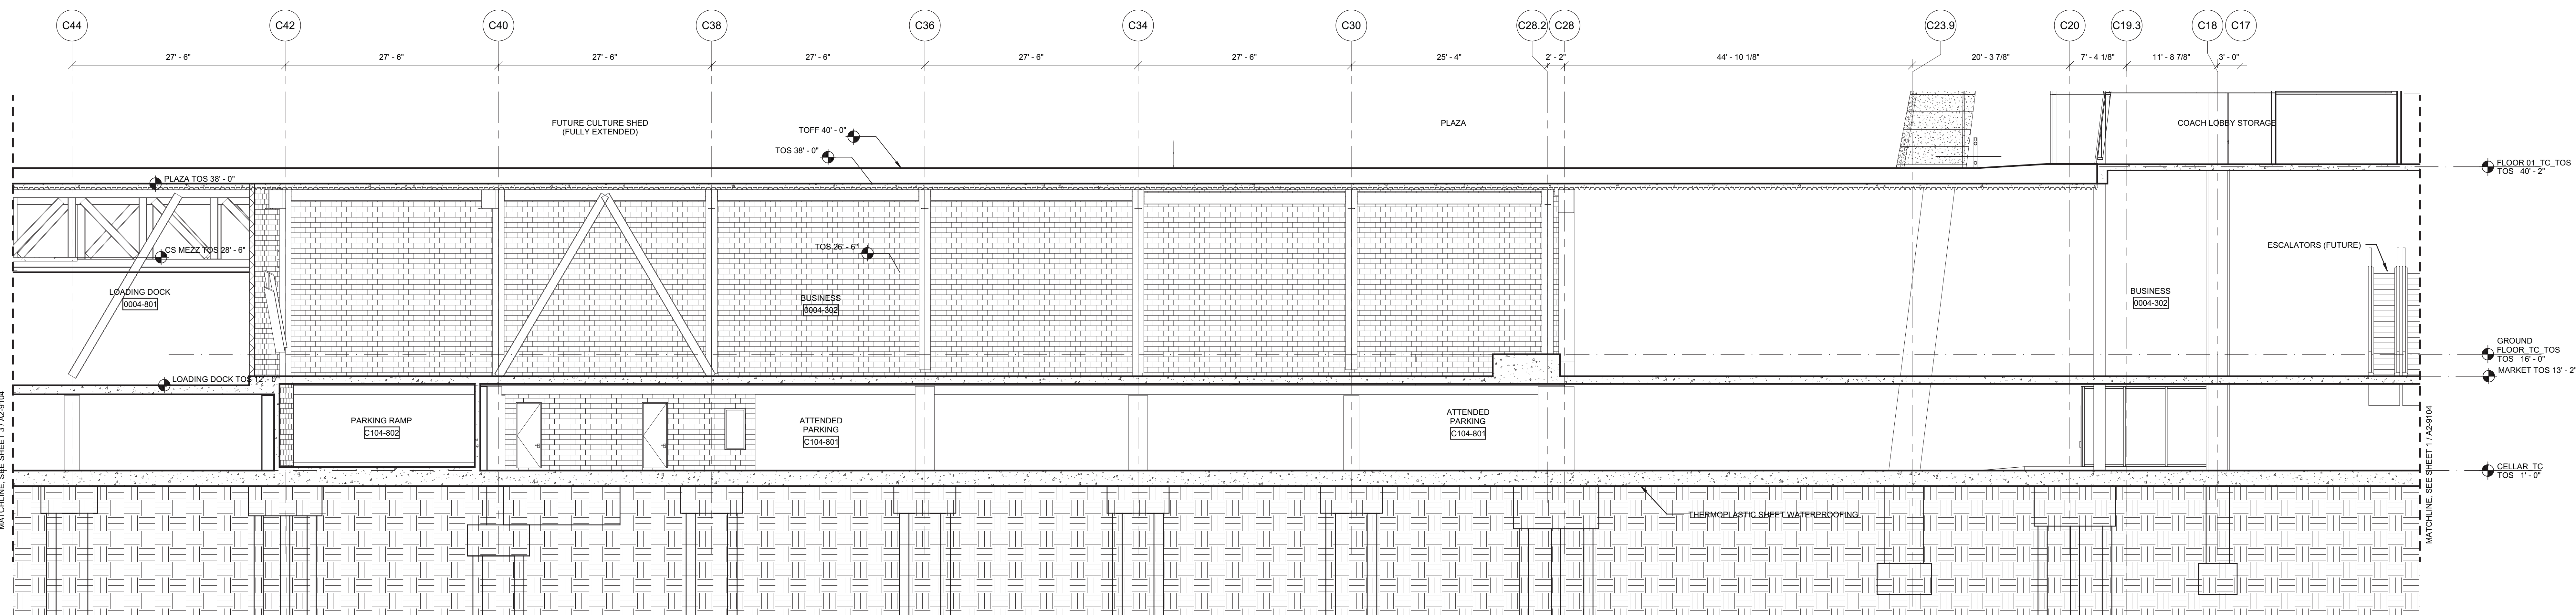 C44
C42
C40
C38
C36
C34
C30
C28.2
C28
C23.9
C20
C19.3
C18
C17
27' - 6"
27' - 6"
27' - 6"
27' - 6"
27' - 6"
27' - 6"
25' - 4"
2' - 2"
44' - 10 1/8"
20' - 3 7/8"
7' - 4 1/8"
11' - 8 7/8"
3' - 0"
FUTURE CULTURE SHED
(FULLY EXTENDED)
TOFF 40' - 0"
TOS 38' - 0"
PLAZA
COACH LOBBY STORAGE
FLOOR 01_TC_TOS
TOS 40' - 2"
PLAZA TOS 38' - 0"
CS MEZZ TOS 28' - 6"
TOS 26' - 6"
ESCALATORS (FUTURE)
LOADING DOCK
0004-801
BUSINESS
0004-302
BUSINESS
0004-302
GROUND
FLOOR_TC_TOS
TOS 16' - 0"
MARKET TOS 13' - 2"
LOADING DOCK TOS 12' - 0"
PARKING RAMP
C104-802
ATTENDED
PARKING
C104-801
ATTENDED
PARKING
C104-801
CELLAR_TC
TOS 1' - 0"
THERMOPLASTIC SHEET WATERPROOFING
MATCHLINE, SEE SHEET 3 / A2-9104
MATCHLINE, SEE SHEET 1 / A2-9104